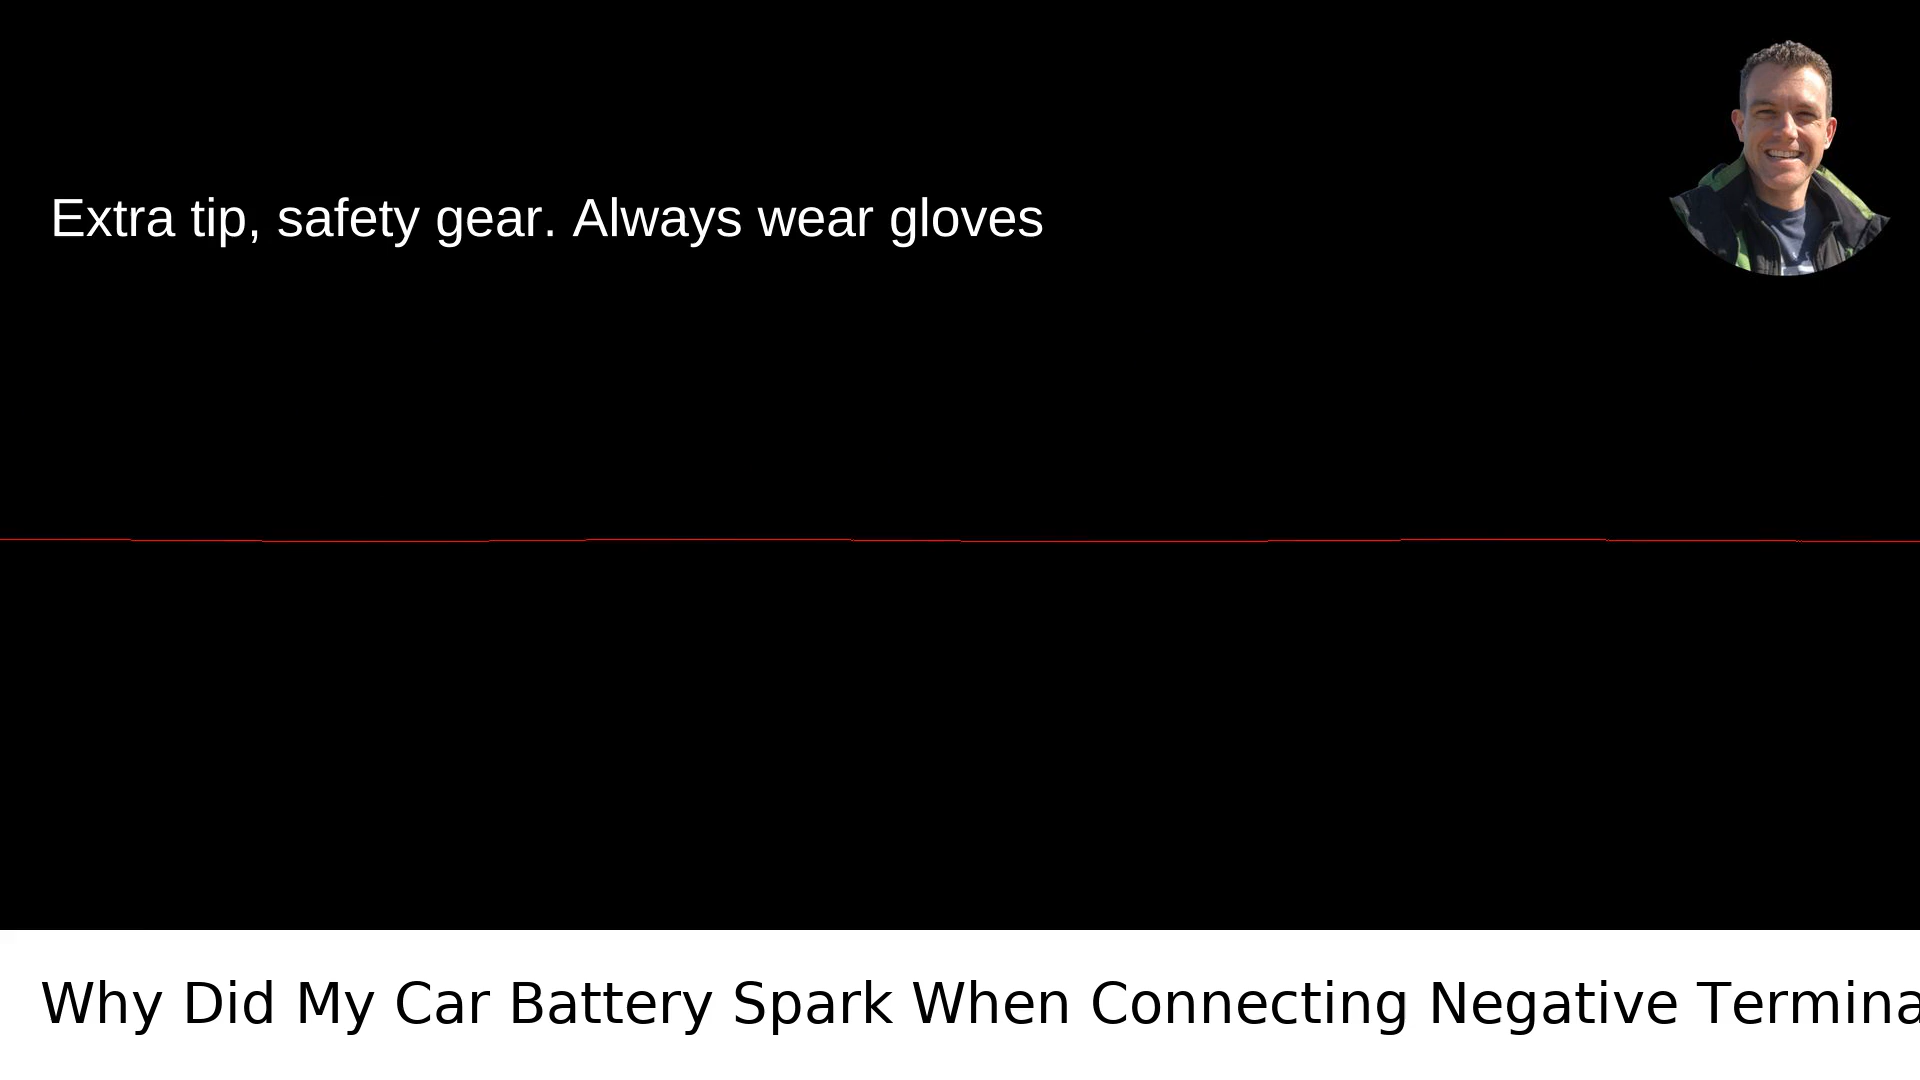 Extra tip, safety gear. Always wear gloves
Why Did My Car Battery Spark When Connecting Negative Termina